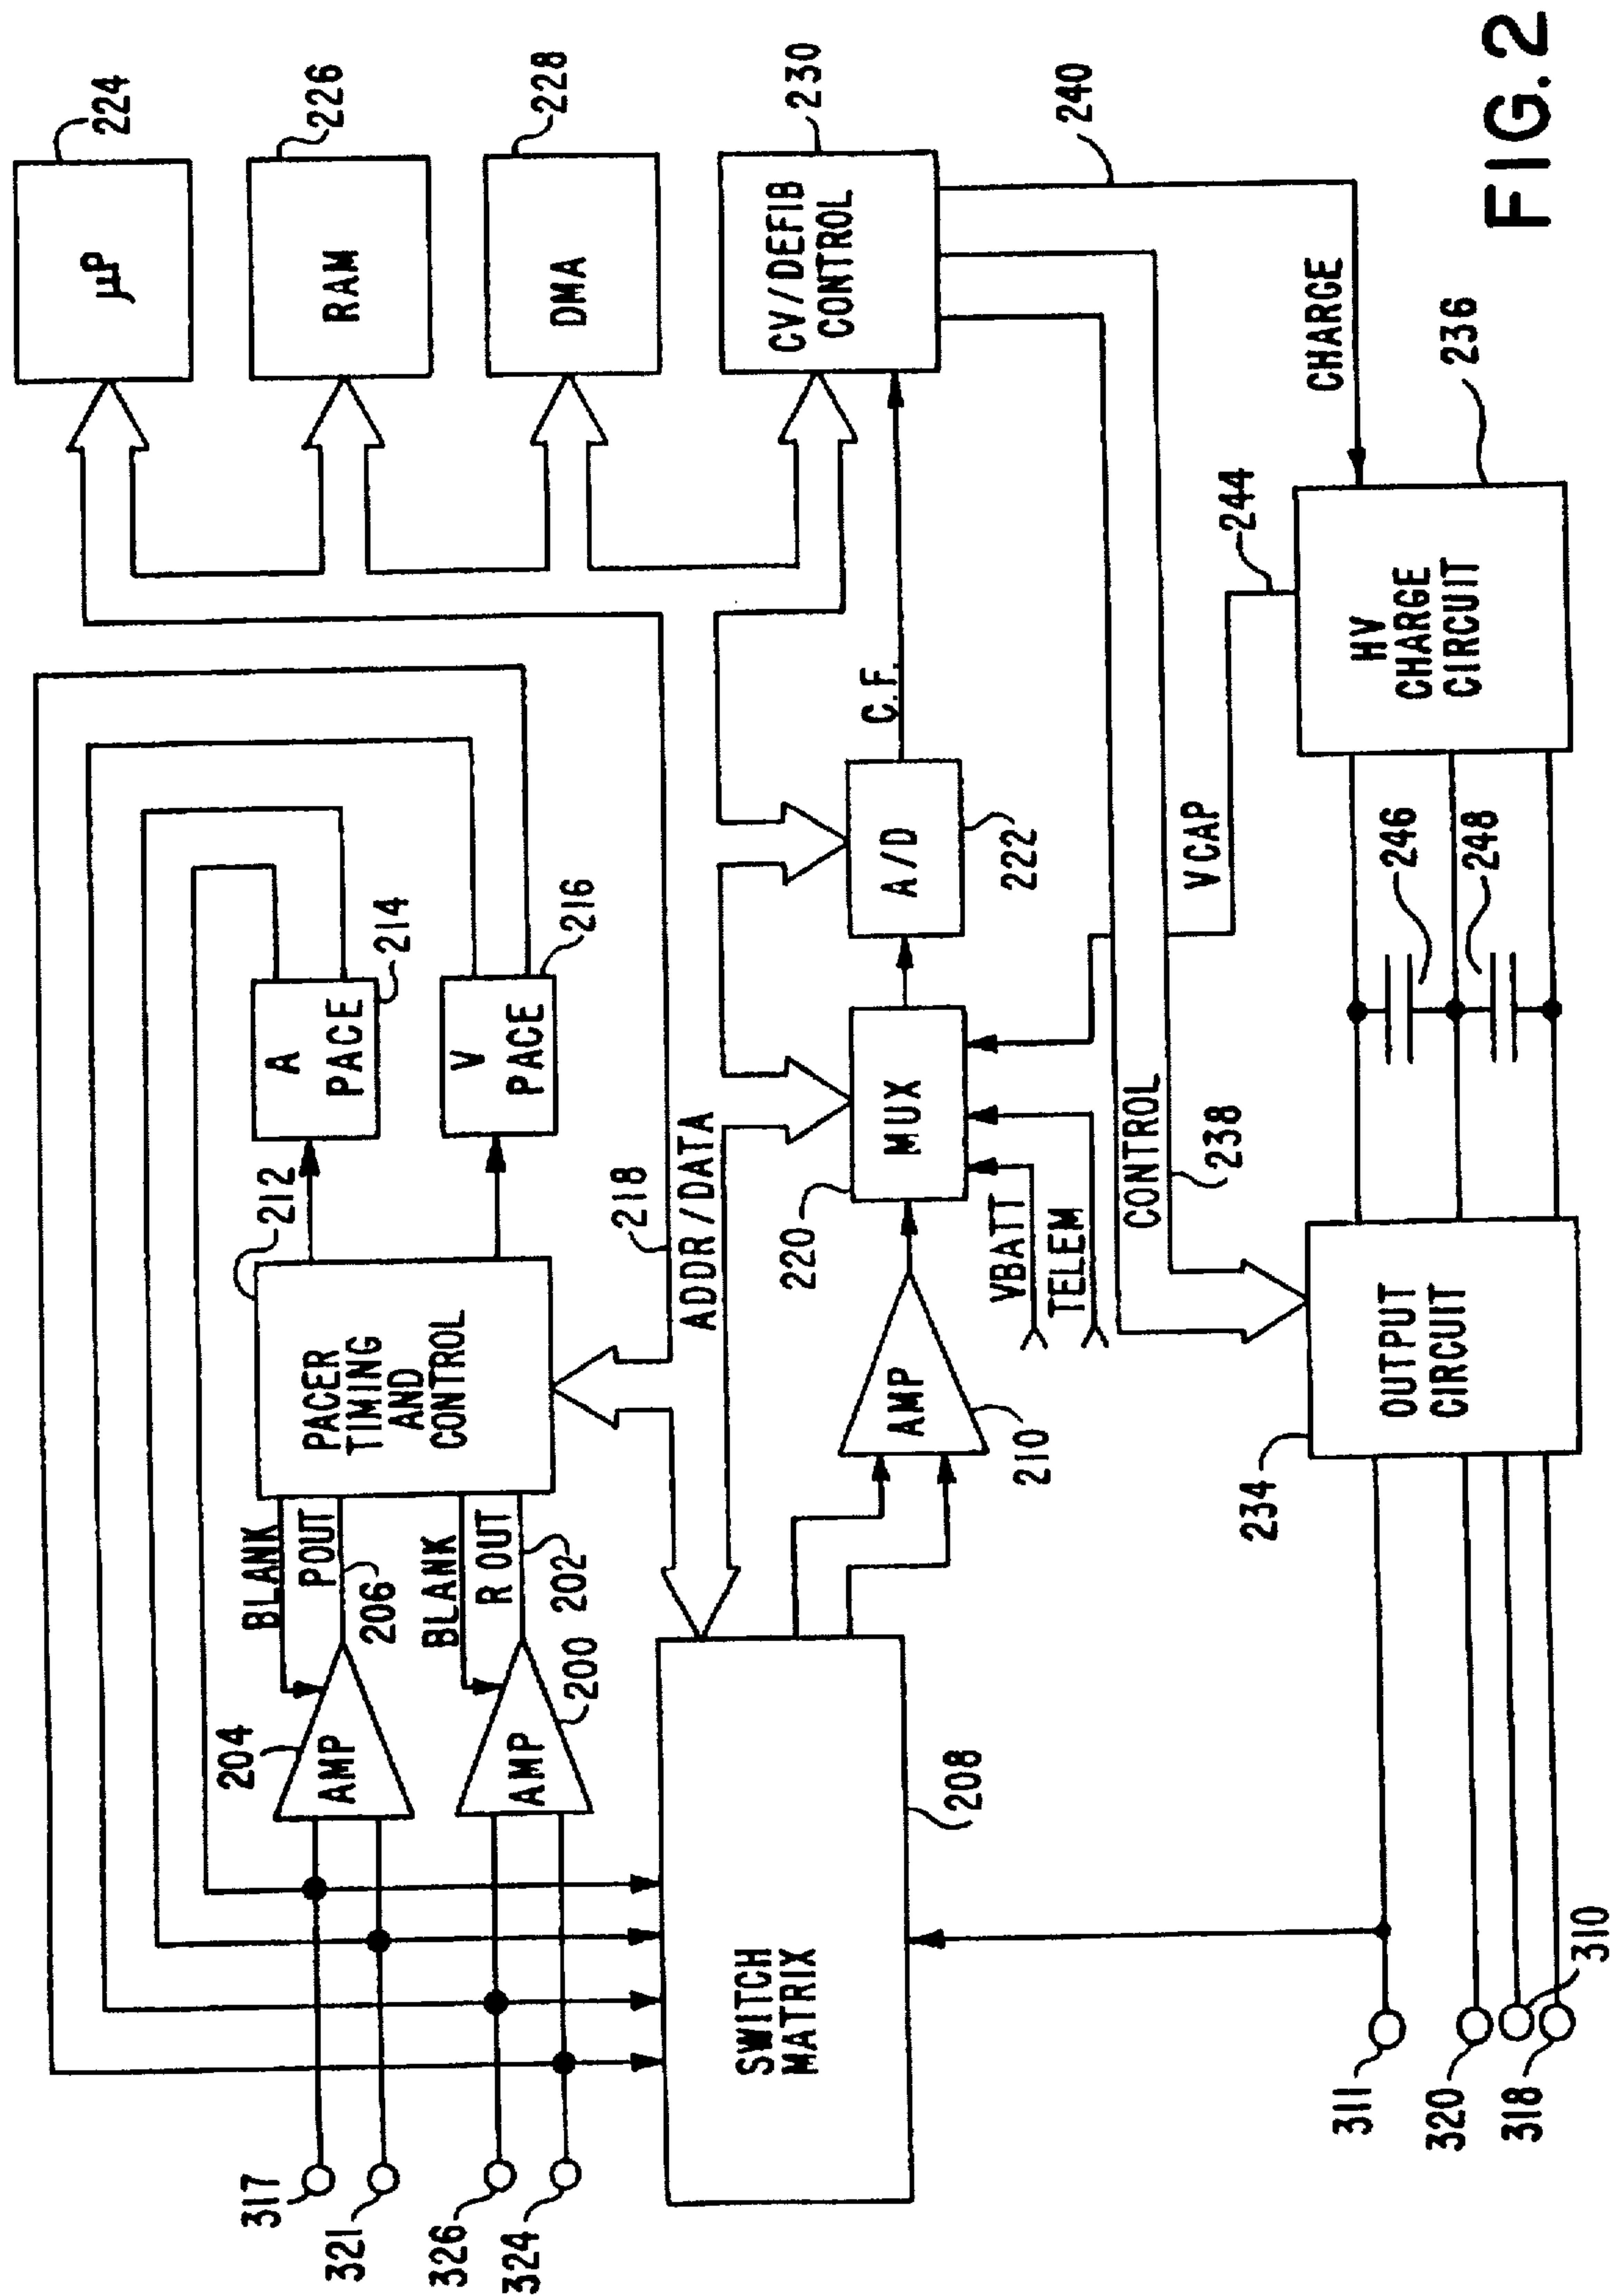 317
321
326
324
204
AMP
BLANK
POUT
206
AMP
200
BLANK
R OUT
202
212
PACER
TIMING
AND
CONTROL
A
PACE
214
V
PACE
216
224
µP
226
RAM
228
DMA
230
CV/DEFIB
CONTROL
218
ADDR/DATA
SWITCH
MATRIX
208
AMP
210
220
MUX
A/D
222
C.F.
VBATT
TELEM
CONTROL
238
VCAP
244
240
CHARGE
234
OUTPUT
CIRCUIT
246
248
HV
CHARGE
CIRCUIT
236
311
320
318
310
FIG. 2